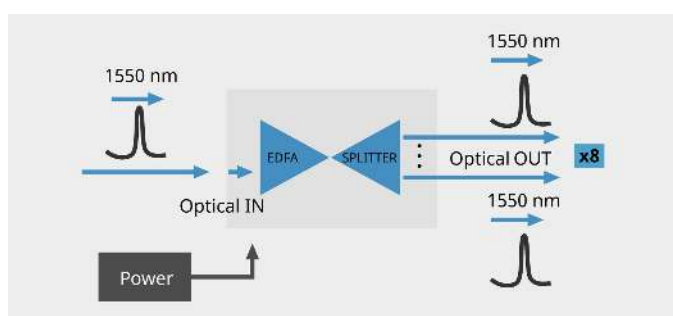 1550 nm
1550 nm
EDFA
SPLITTER
Optical OUT
x8
Optical IN
1550 nm
Power